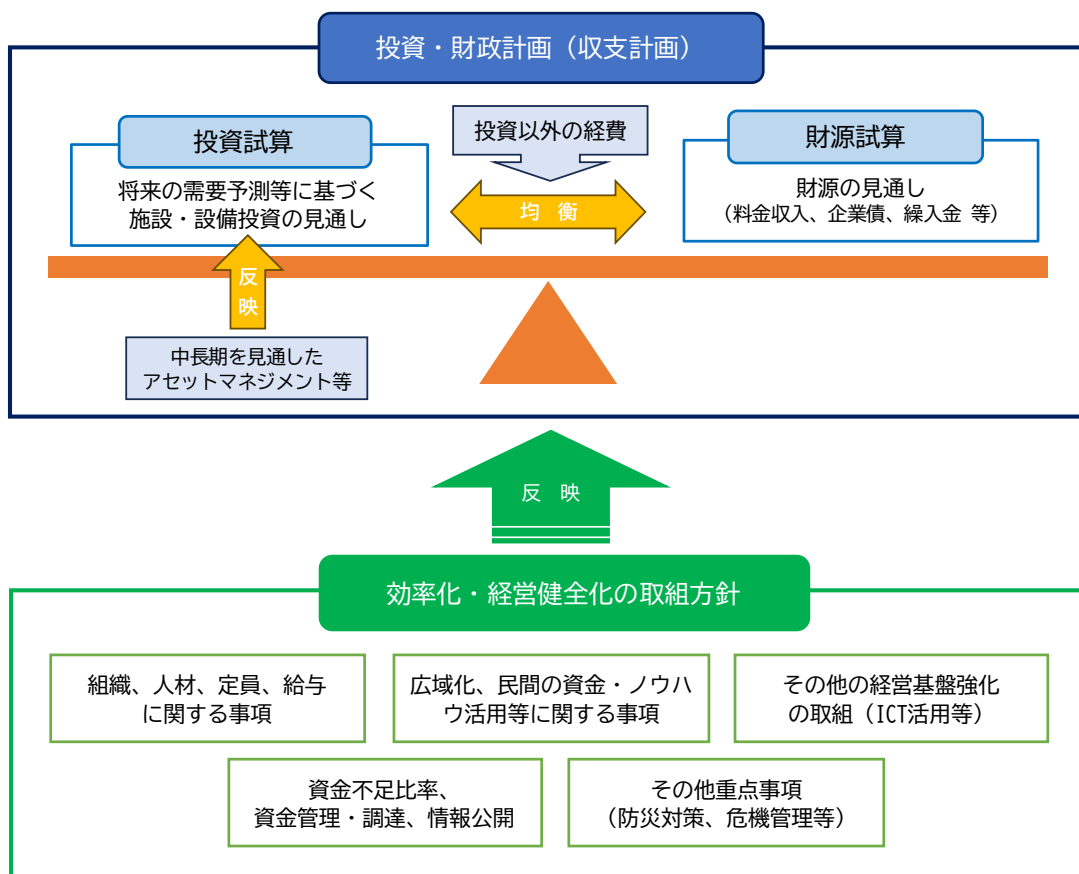 投資・財政計画（収支計画）
投資試算
将来の需要予測等に基づく
施設・設備投資の見通し
投資以外の経費
均 衡
財源試算
財源の見通し
（料金収入、企業債、繰入金 等）
反
映
中長期を見通した
アセットマネジメント等
反 映
効率化・経営健全化の取組方針
組織、人材、定員、給与
に関する事項
広域化、民間の資金・ノウハ
ウ活用等に関する事項
その他の経営基盤強化
の取組（ICT活用等）
資金不足比率、
資金管理・調達、情報公開
その他重点事項
（防災対策、危機管理等）